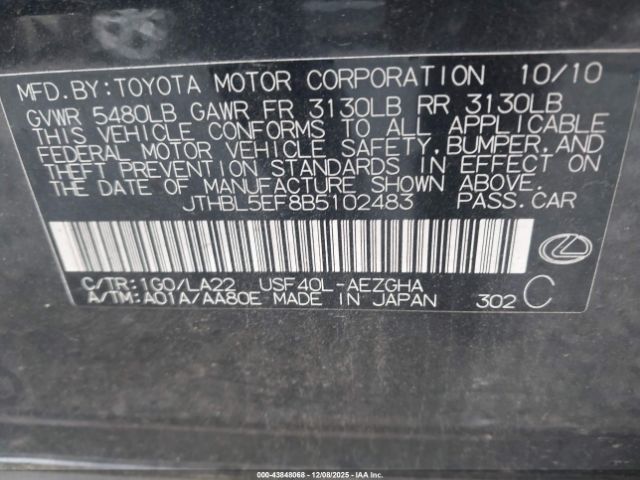 MFD.BY:TOYOTA MOTOR CORPORATION 10/10
GVWR 5480LB GAWR FR 3130LB RR 3130LB
THIS VEHICLE CONFORMS TO ALL APPLICABLE
FEDERAL MOTOR VEHICLE SAFETY,BUMPER,AND
THEFT PREVENTION STANDARDS IN EFFECT ON
THE DATE OF MANUFACTURE SHOWN ABOVE.
JTHBL5EF8B5102483 PASS.CAR
C/TR:1G0/LA22 USF40L-AEZGHA
A/TM:A01A/AA80E MADE IN JAPAN 302 C
000-43848068 - 12/08/2025 - IAA Inc.